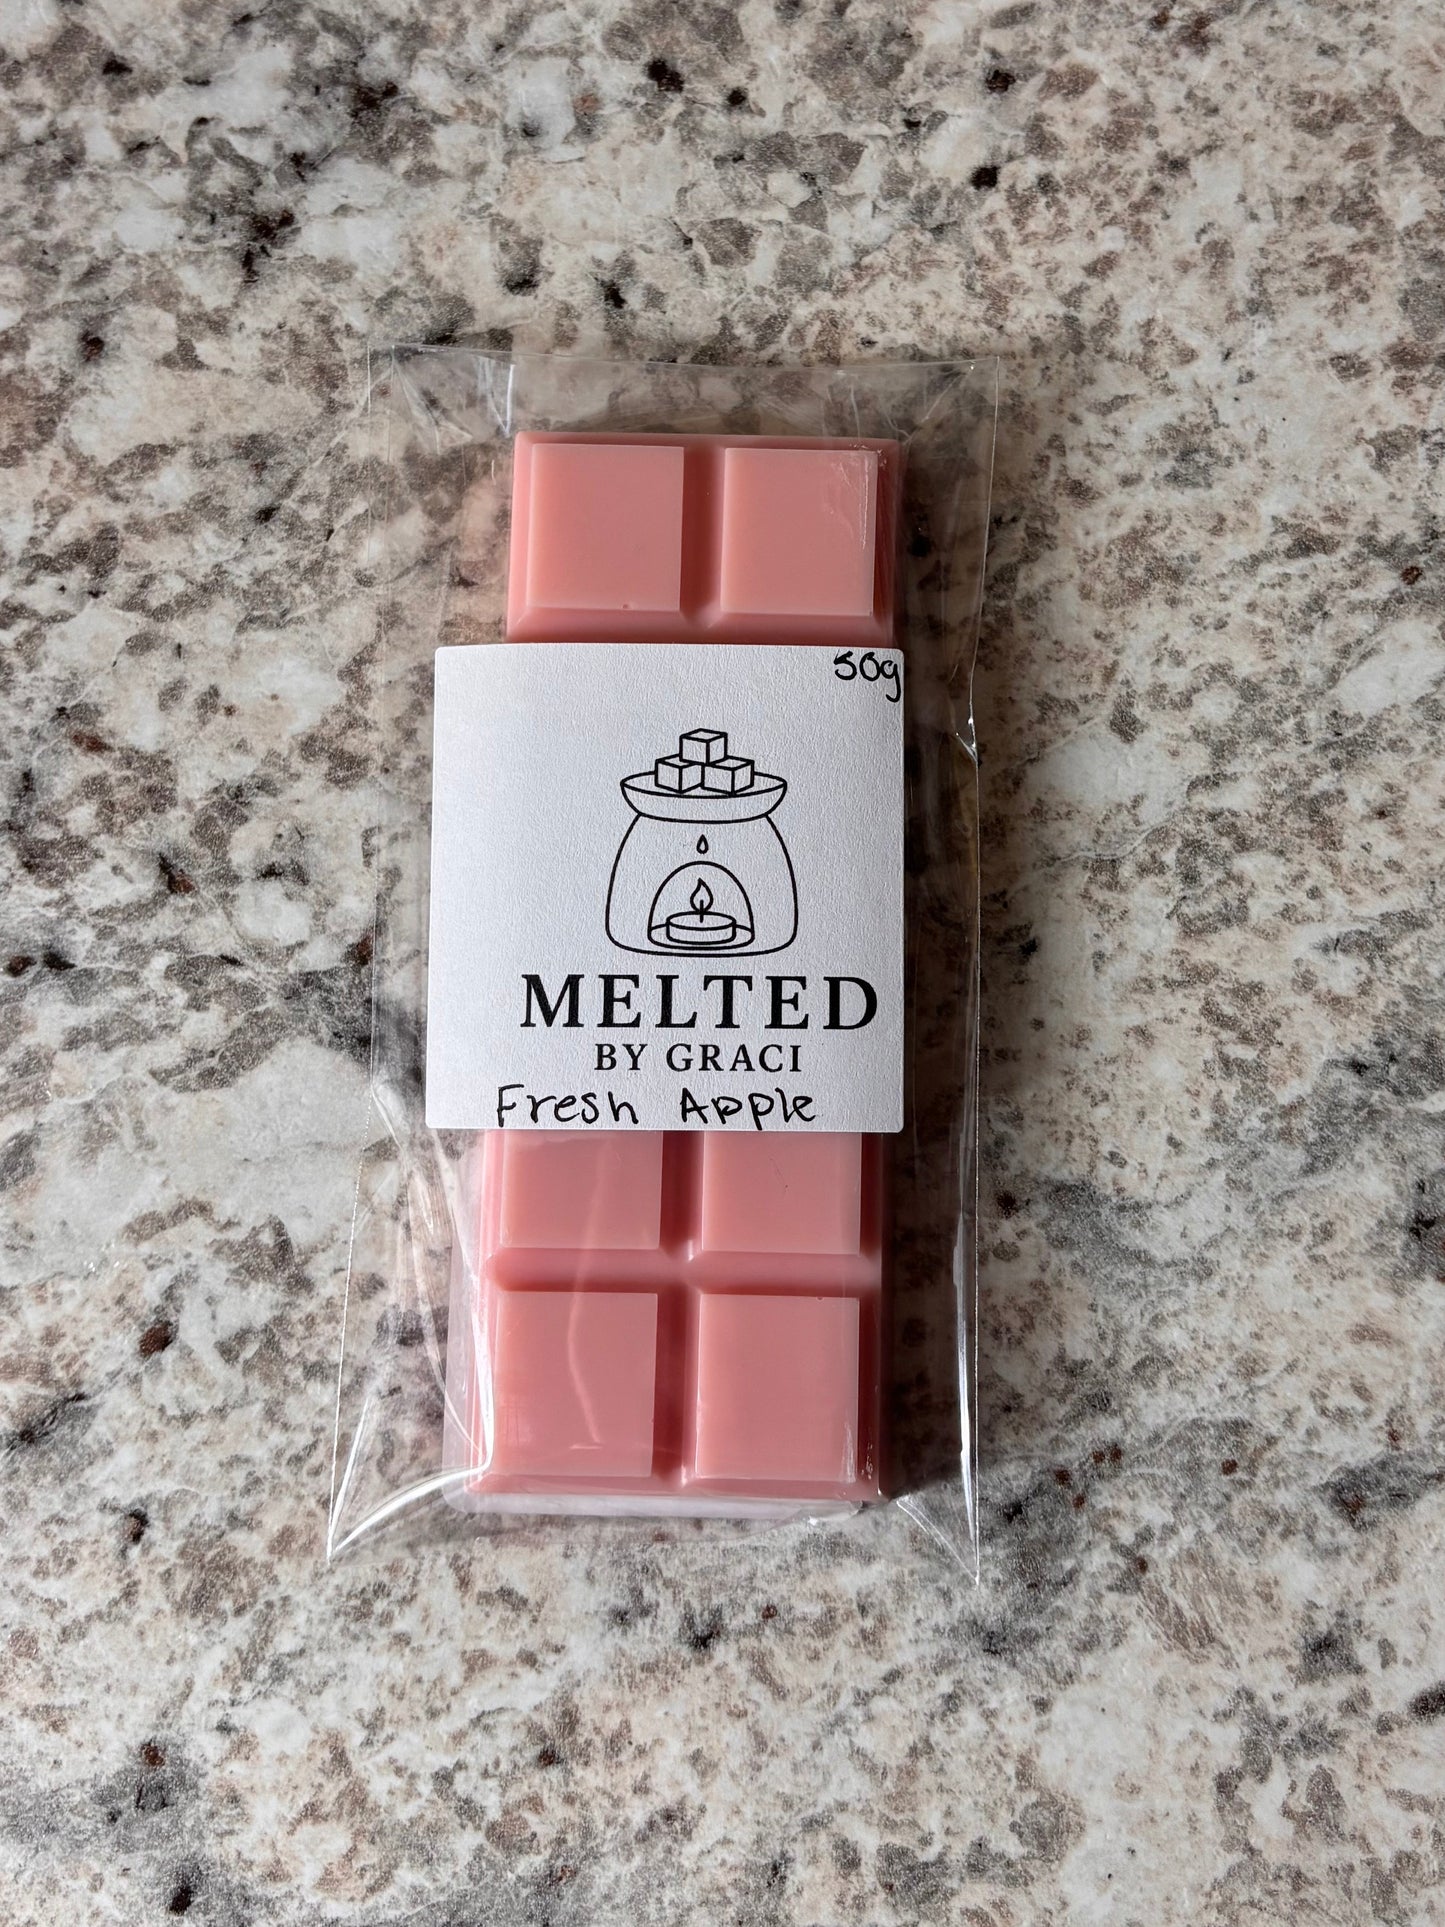 50g
MELTED
BY GRACI
Fresh Apple